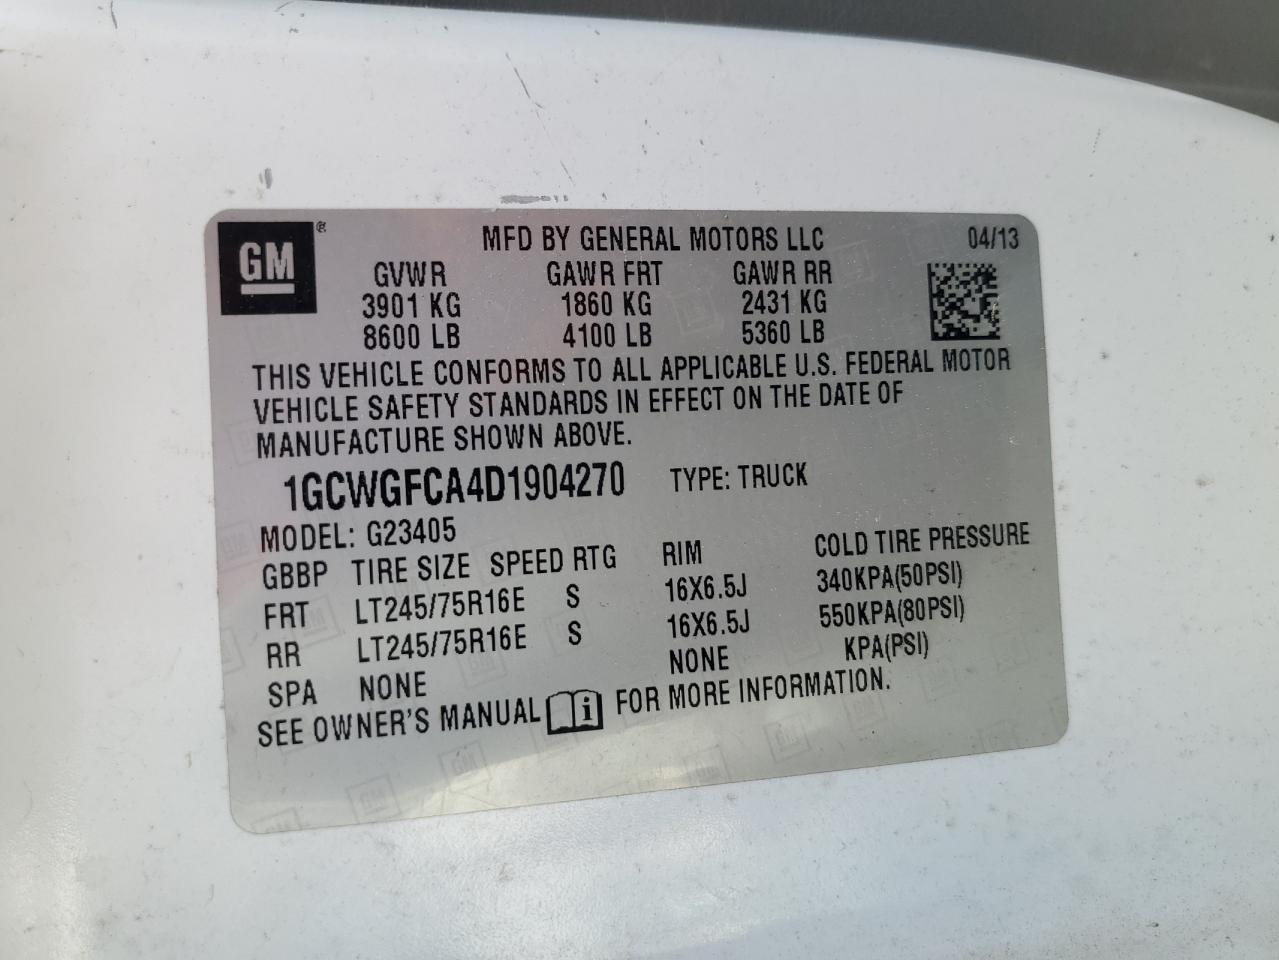 GM ®
MFD BY GENERAL MOTORS LLC 04/13
GVWR GAWR FRT GAWR RR
3901 KG 1860 KG 2431 KG
8600 LB 4100 LB 5360 LB
THIS VEHICLE CONFORMS TO ALL APPLICABLE U.S. FEDERAL MOTOR
VEHICLE SAFETY STANDARDS IN EFFECT ON THE DATE OF
MANUFACTURE SHOWN ABOVE.
1GCWGFCA4D1904270 TYPE: TRUCK
MODEL: G23405
GBBP TIRE SIZE SPEED RTG RIM COLD TIRE PRESSURE
FRT LT245/75R16E S 16X6.5J 340KPA(50PSI)
RR LT245/75R16E S 16X6.5J 550KPA(80PSI)
SPA NONE NONE KPA(PSI)
SEE OWNER'S MANUAL i FOR MORE INFORMATION.